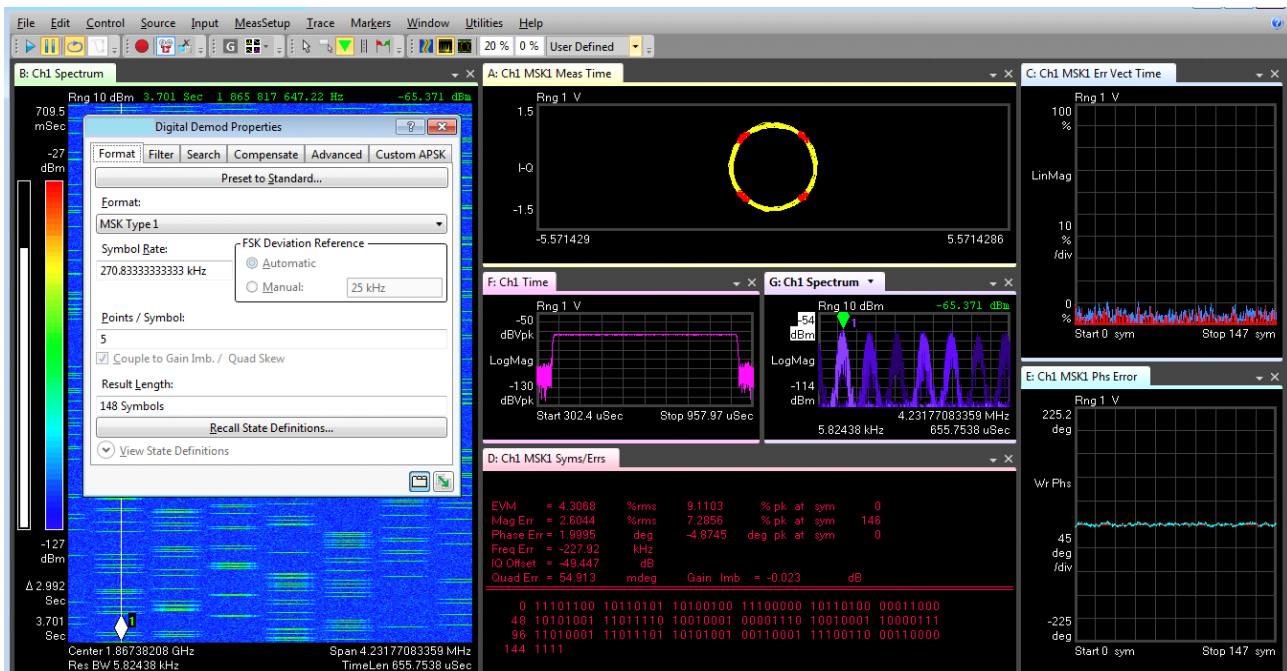 File Edit Control Source Input MeasSetup Trace Markers Window Utilities Help
G 20 % 0 % User Defined
B: Ch1 Spectrum
Rng 10 dBm 3.701 Sec 1 865 817 647.22 Hz -65.371 dBm
709.5
mSec
-27
dBm
Digital Demod Properties
Format Filter Search Compensate Advanced Custom APSK
Preset to Standard...
Format:
MSK Type 1
Symbol Rate:
270.83333333333 kHz
FSK Deviation Reference
Automatic
Manual: 25 kHz
Points / Symbol:
5
Couple to Gain Imb. / Quad Skew
Result Length:
148 Symbols
Recall State Definitions...
View State Definitions
-127
dBm
Δ 2.992
Sec
3.701
Sec
1
Center 1.86738208 GHz Span 4.23177083359 MHz
Res BW 5.82438 kHz TimeLen 655.7538 uSec
A: Ch1 MSK1 Meas Time
Rng 1 V
1.5
I-Q
-1.5
-5.571429 5.5714286
F: Ch1 Time
Rng 1 V
-50
dBVpk
LogMag
-130
dBVpk
Start 302.4 uSec Stop 957.97 uSec
G: Ch1 Spectrum
Rng 10 dBm -65.371 dBm
-54
dBm
1
LogMag
-114
dBm
4.23177083359 MHz
5.82438 kHz 655.7538 uSec
D: Ch1 MSK1 Syms/Errs
EVM = 4.3068 %rms 9.1103 % pk at sym 0
Mag Err = 2.6044 %rms 7.2856 % pk at sym 146
Phase Err = 1.9995 deg -4.8745 deg pk at sym 0
Freq Err = -227.92 kHz
IQ Offset = -49.447 dB
Quad Err = 54.913 mdeg Gain Imb = -0.023 dB
0 11101100 10110101 10100100 11100000 10110100 00011000
48 10101001 11011110 10010001 00001110 10010001 10000111
96 11010001 11011101 10101001 00110001 11100110 00110000
144 1111
C: Ch1 MSK1 Err Vect Time
Rng 1 V
100
%
LinMag
10
%
/div
0
%
Start 0 sym Stop 147 sym
E: Ch1 MSK1 Phs Error
Rng 1 V
225.2
deg
Wr Phs
45
deg
/div
-225
deg
Start 0 sym Stop 147 sym